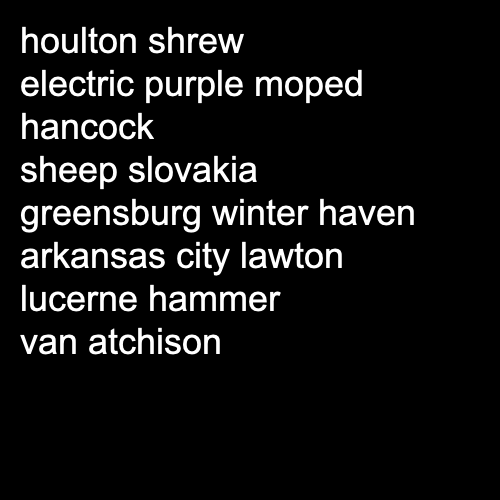 houlton shrew
electric purple moped
hancock
sheep slovakia
greensburg winter haven
arkansas city lawton
lucerne hammer
van atchison